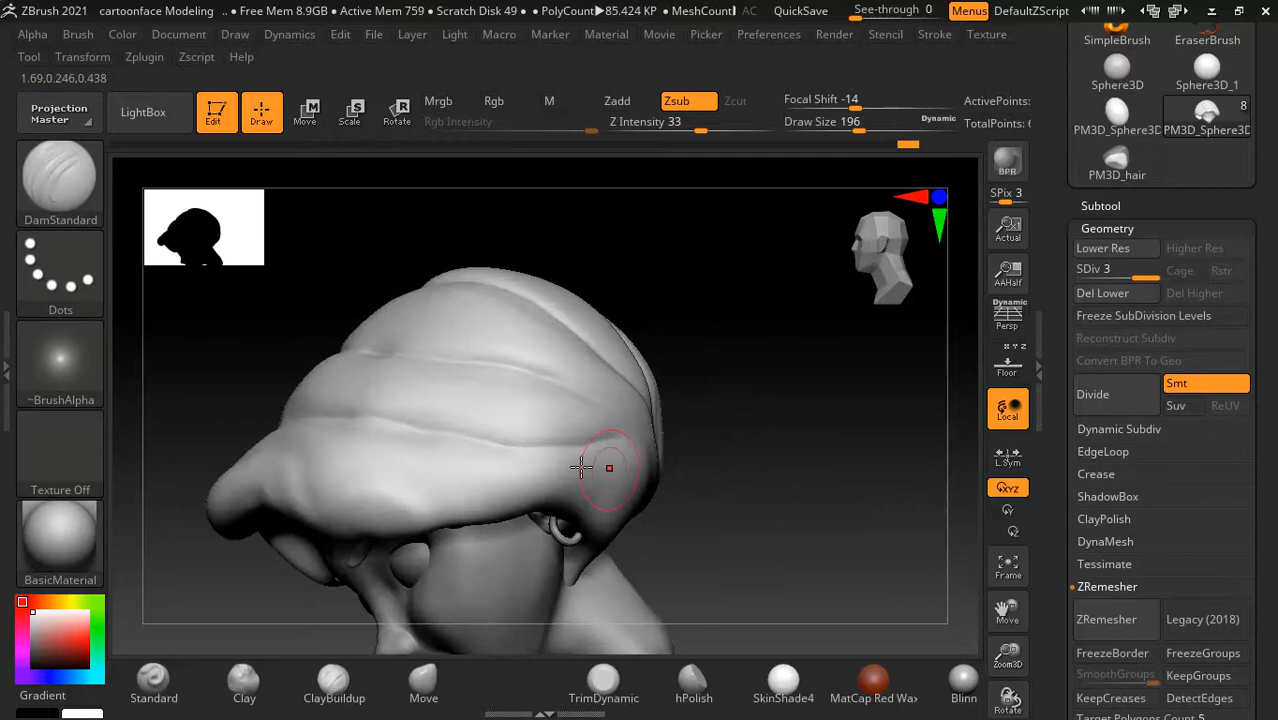 ZBrush 2021 cartoonface Modeling .. ● Free Mem 8.9GB ● Active Mem 759 ● Scratch Disk 49 ● PolyCount▶85.424 KP ● MeshCount AC QuickSave See-through 0 Menus DefaultZScript
Alpha Brush Color Document Draw Dynamics Edit File Layer Light Macro Marker Material Movie Picker Preferences Render Stencil Stroke Texture
Tool Transform Zplugin Zscript Help
1.69,0.246,0.438
Projection
Master
LightBox
Edit
Draw
Move
Scale
Rotate
Mrgb Rgb M
Rgb Intensity
Zadd Zsub Zcut
Z Intensity 33
Focal Shift -14
Draw Size 196
Dynamic
ActivePoints:
TotalPoints: 6
DamStandard
Dots
~BrushAlpha
Texture Off
BasicMaterial
Gradient
BPR
SPix 3
Actual
AAHalf
Dynamic
Persp
X Y Z
Floor
Local
L.Sym
XYZ
Y
Z
Frame
Move
Zoom3D
Rotate
SimpleBrush EraserBrush
Sphere3D Sphere3D_1
8
PM3D_Sphere3D PM3D_Sphere3D
PM3D_hair
Subtool
Geometry
Lower Res Higher Res
SDiv 3 Cage Rstr
Del Lower Del Higher
Freeze SubDivision Levels
Reconstruct Subdiv
Convert BPR To Geo
Divide
Smt
Suv ReUV
Dynamic Subdiv
EdgeLoop
Crease
ShadowBox
ClayPolish
DynaMesh
Tessimate
ZRemesher
ZRemesher Legacy (2018)
FreezeBorder FreezeGroups
SmoothGroups KeepGroups
KeepCreases DetectEdges
Target Polygons Count 5
Standard Clay ClayBuildup Move TrimDynamic hPolish SkinShade4 MatCap Red Wax Blinn